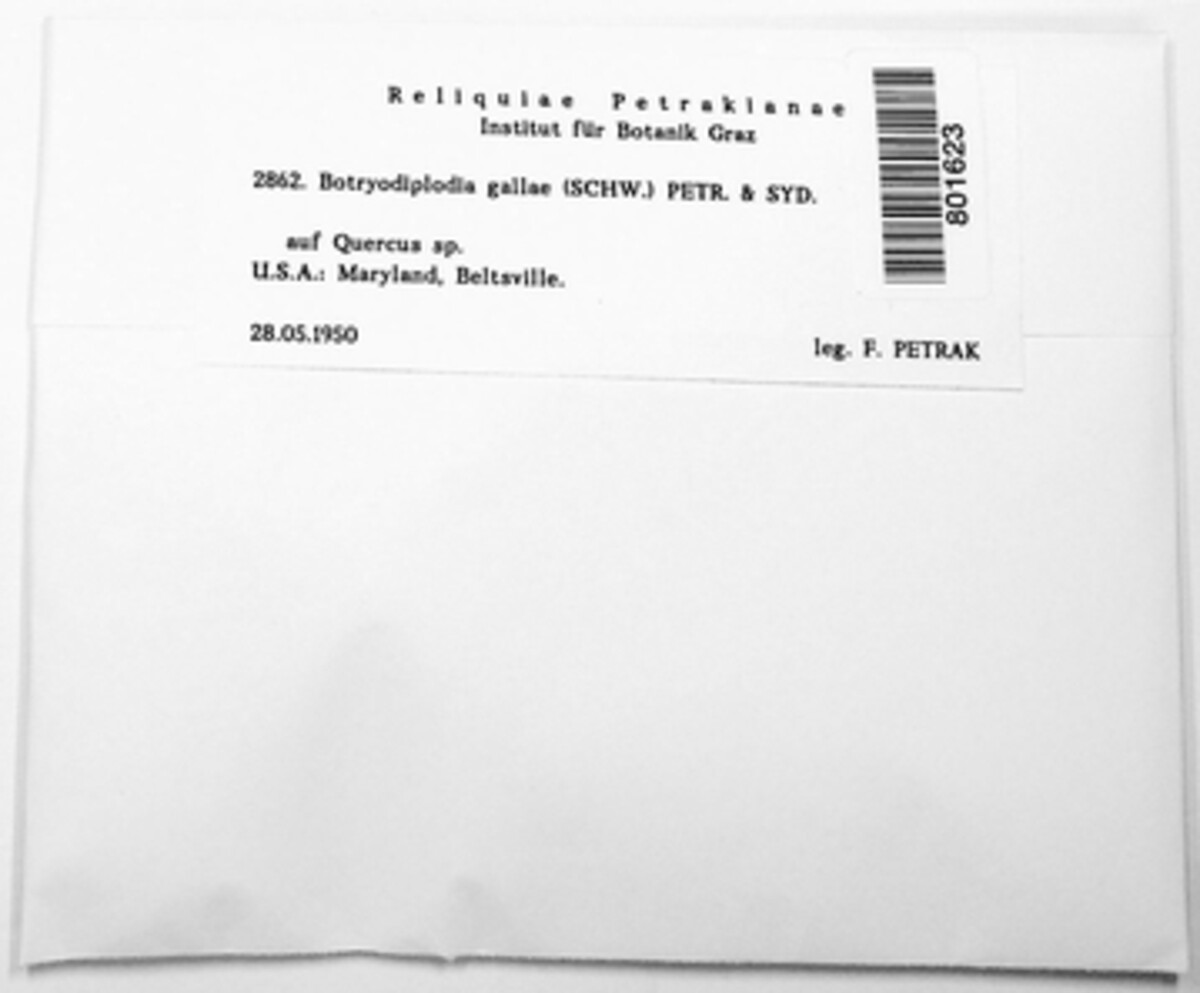 Reliquiae Petrakianae
Institut für Botanik Graz
2862. Botryodiplodia gallae (SCHW.) PETR. & SYD.
auf Quercus sp.
U.S.A.: Maryland, Beltsville.
28.05.1950
leg. F. PETRAK
801623